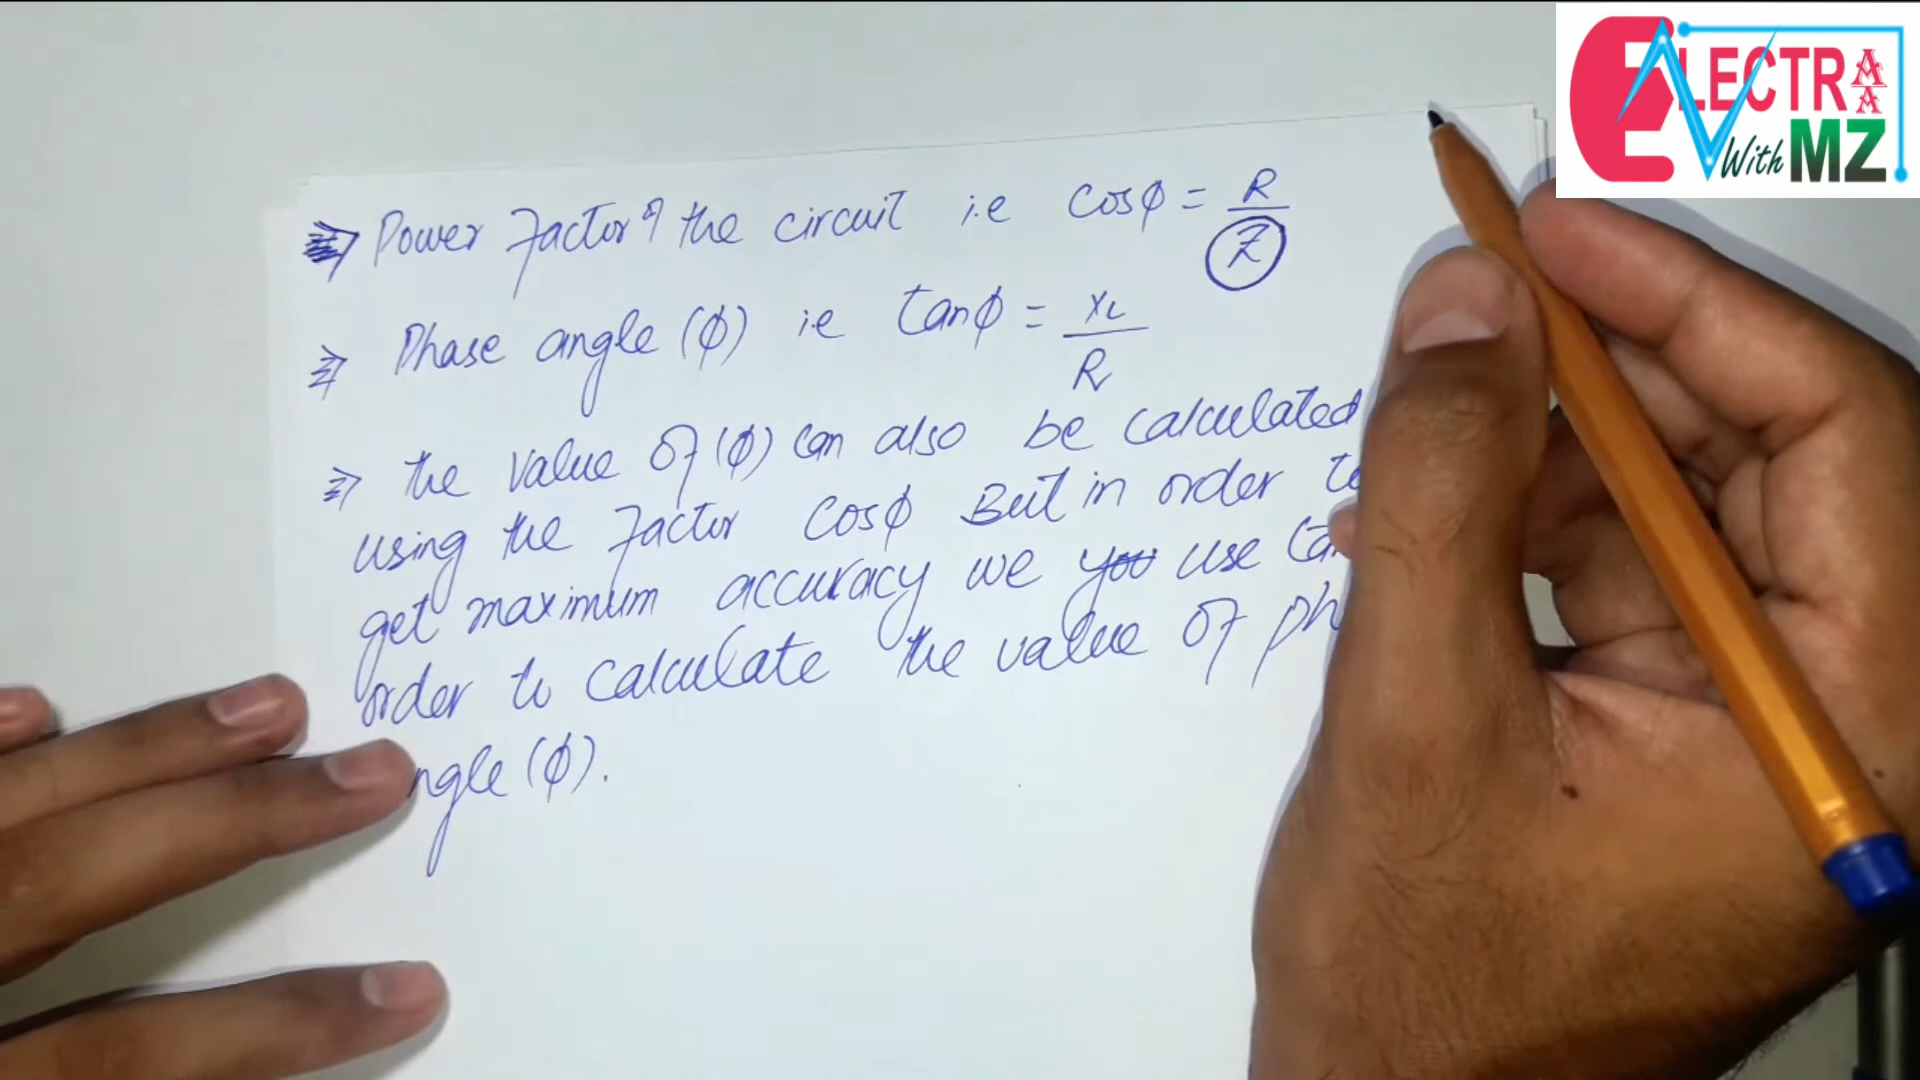 ELECTRA
With MZ
⇒ Power Factor of the circuit i.e cosφ = R/Z
⇒ Phase angle (φ) i.e tanφ = XL/R
⇒ the value of (φ) can also be calculated
using the factor cosφ But in order to
get maximum accuracy we use
order to calculate the value of
ngle (φ).